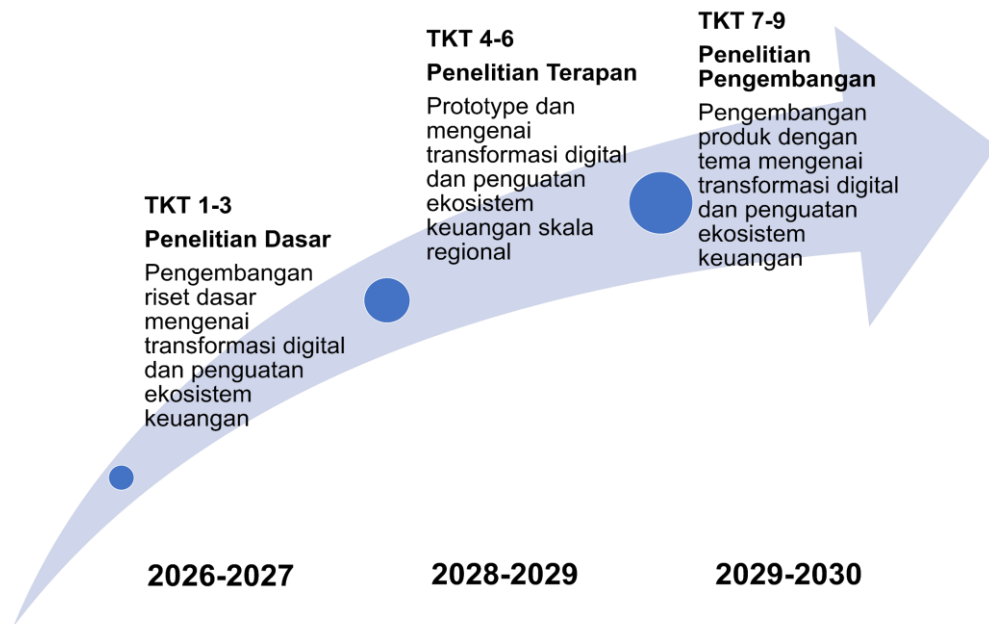 TKT 1-3
Penelitian Dasar
Pengembangan
riset dasar
mengenai
transformasi digital
dan penguatan
ekosistem
keuangan
TKT 4-6
Penelitian Terapan
Prototype dan
mengenai
transformasi digital
dan penguatan
ekosistem
keuangan skala
regional
TKT 7-9
Penelitian
Pengembangan
Pengembangan
produk dengan
tema mengenai
transformasi digital
dan penguatan
ekosistem
keuangan
2026-2027
2028-2029
2029-2030